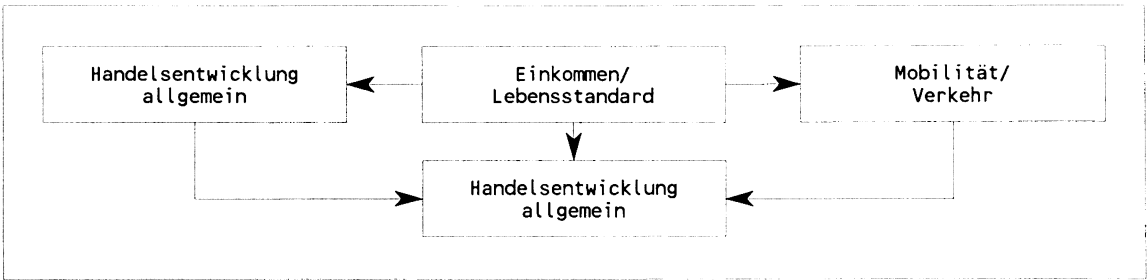 Handelsentwicklung
allgemein
Einkommen/
Lebensstandard
Mobilität/
Verkehr
Handelsentwicklung
allgemein